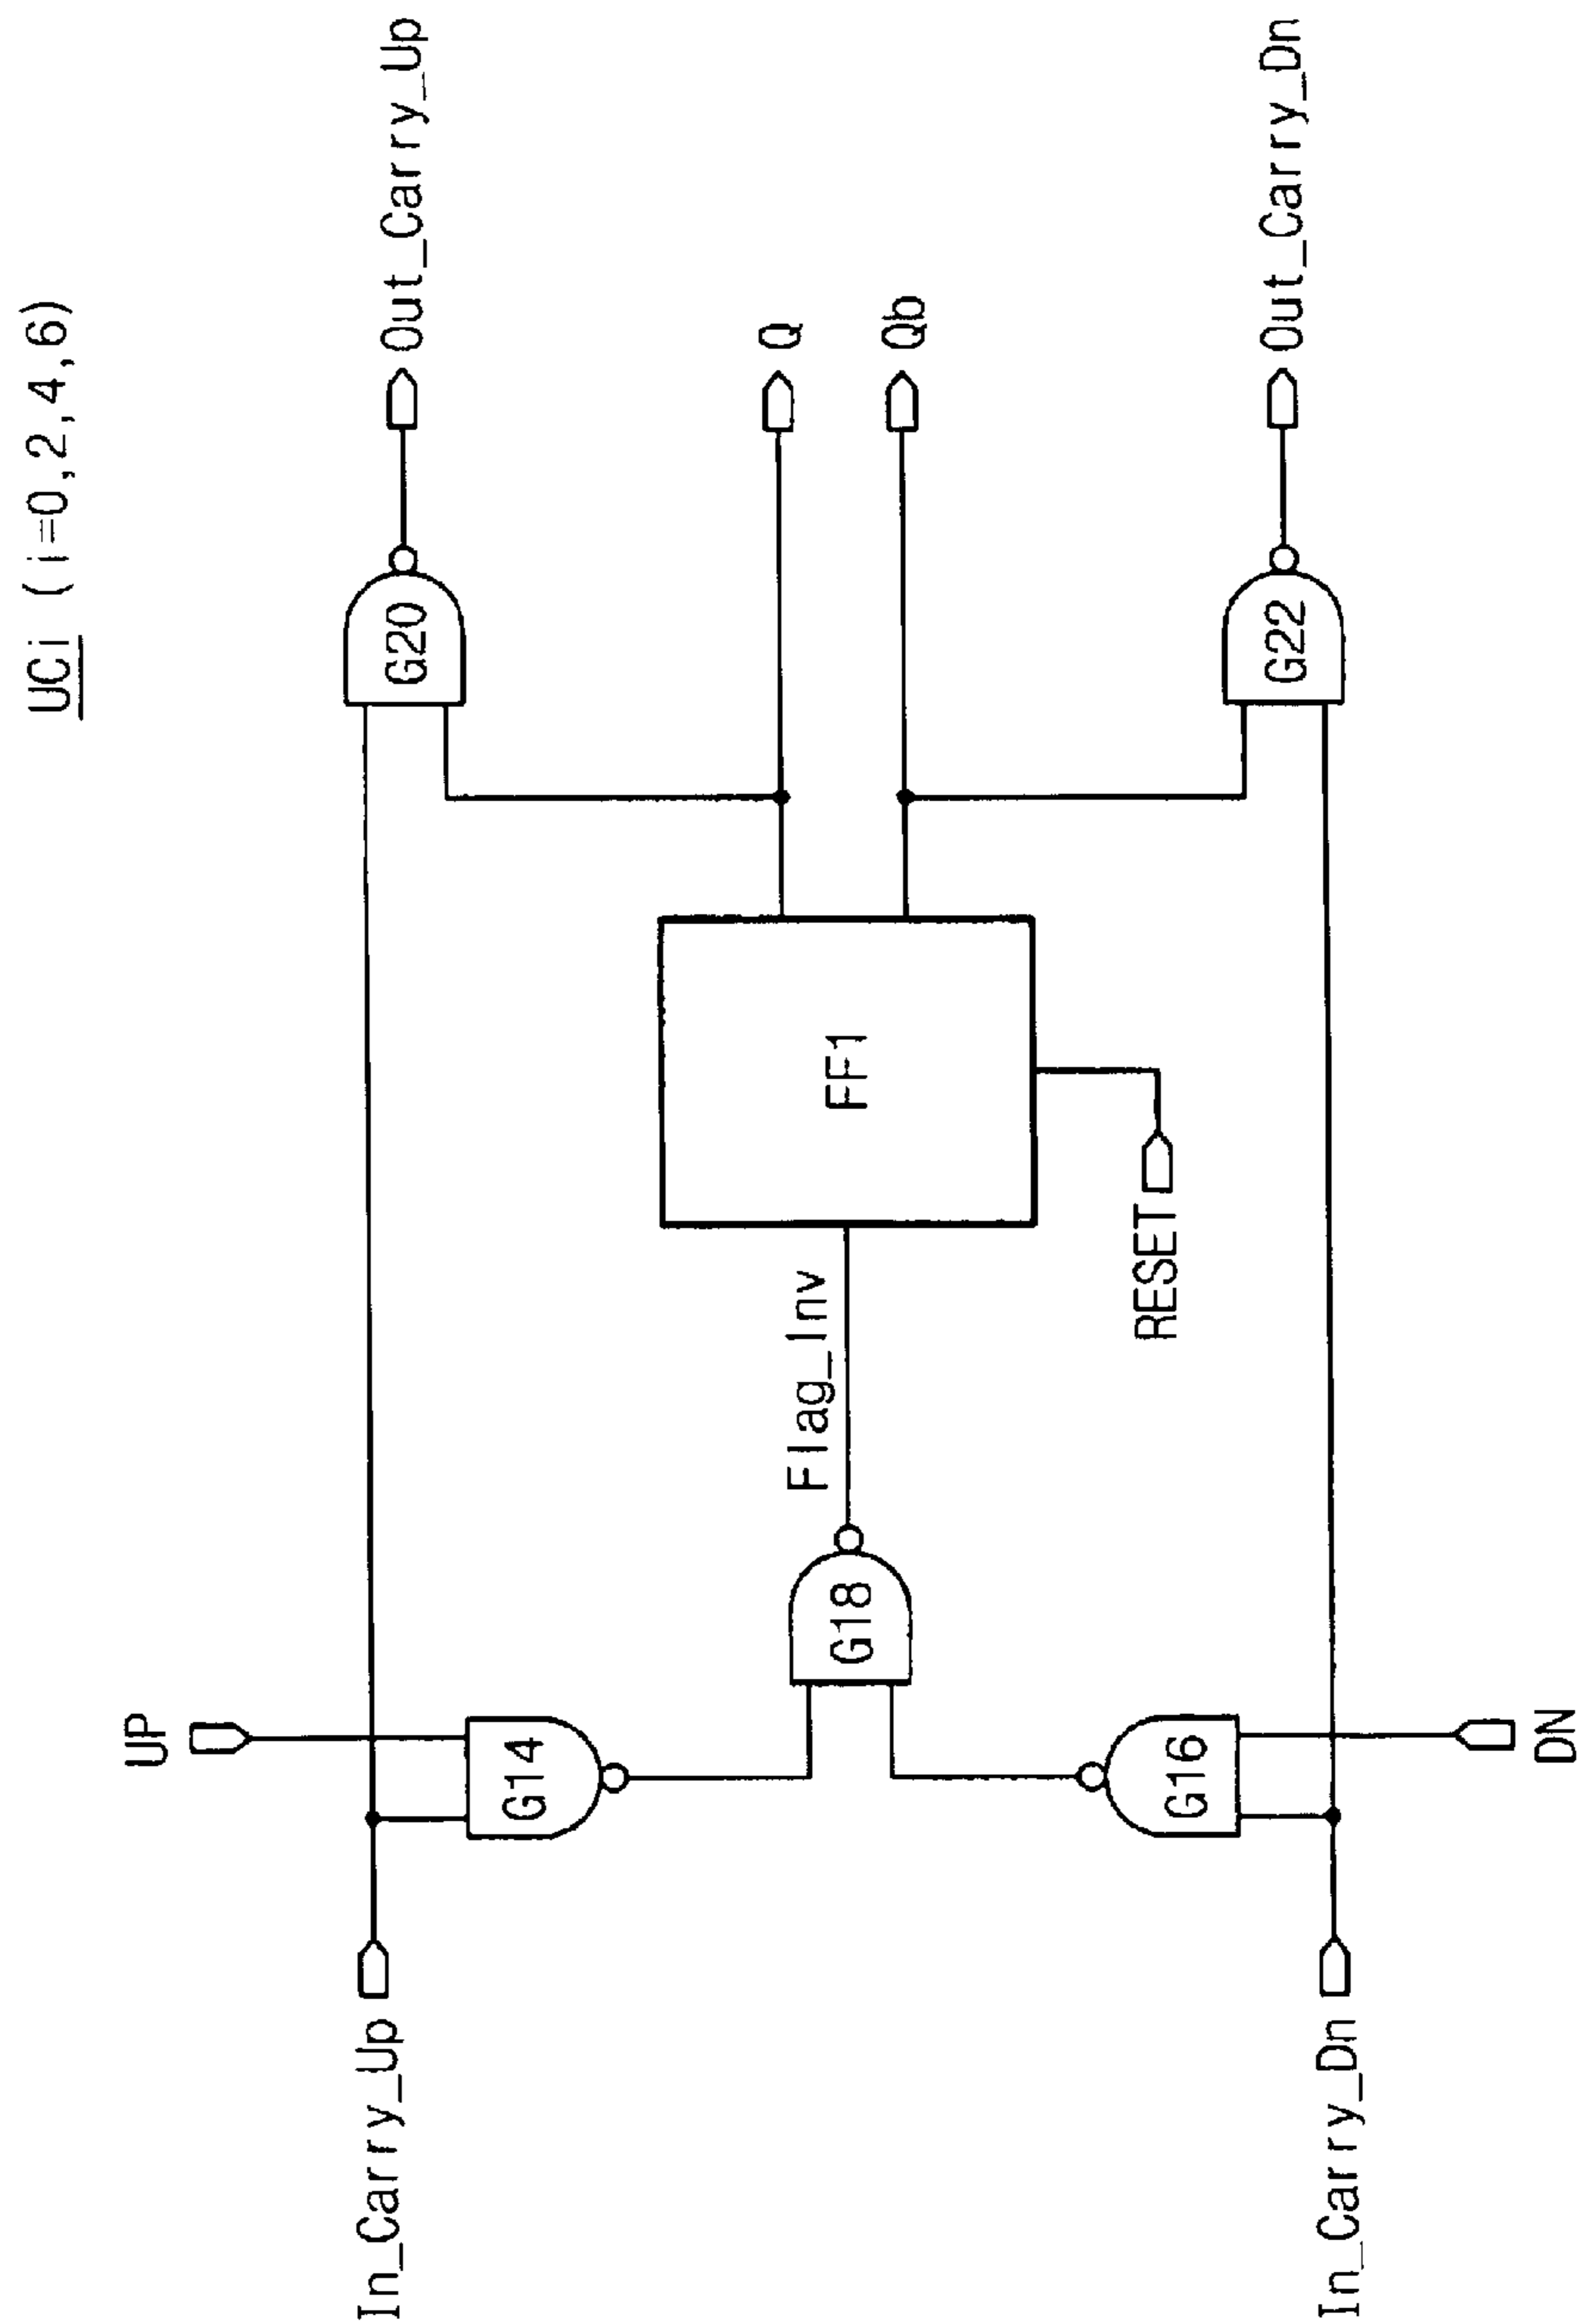 UCi (i=0,2,4,6)
UP
In_Carry_Up
G14
G20
Out_Carry_Up
G18
Flag_Inv
FF1
Q
Qb
RESET
G16
G22
Out_Carry_Dn
In_Carry_Dn
DN